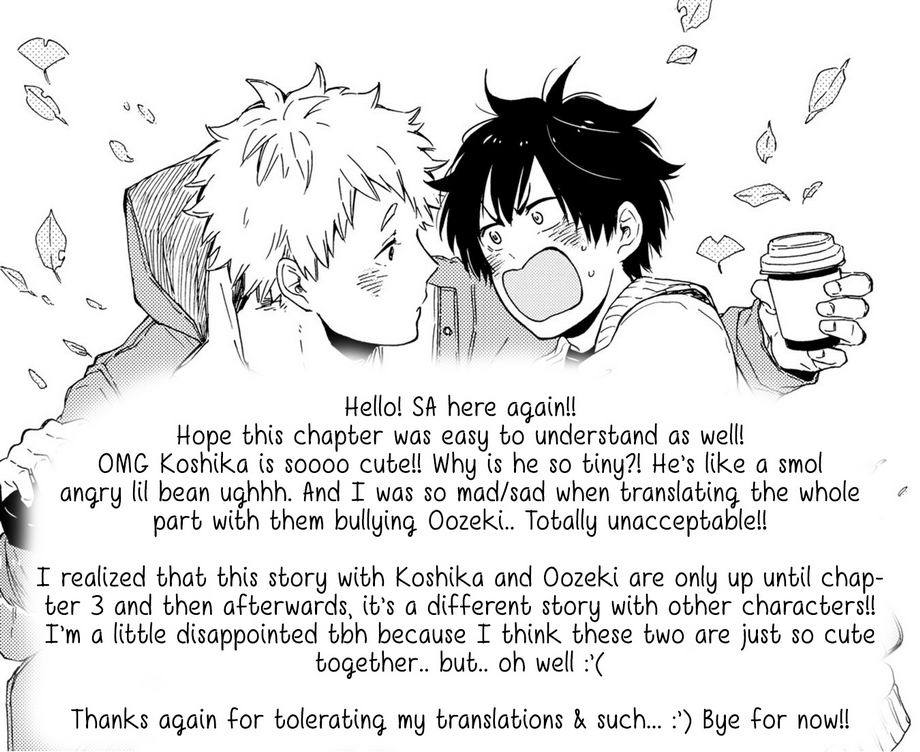 Hello! SA here again!!
Hope this chapter was easy to understand as well!
OMG Koshika is soooo cute!! Why is he so tiny?! He's like a smol
angry lil bean ughhh. And I was so mad/sad when translating the whole
part with them bullying Oozeki.. Totally unacceptable!!
I realized that this story with Koshika and Oozeki are only up until chap-
ter 3 and then afterwards, it's a different story with other characters!!
I'm a little disappointed tbh because I think these two are just so cute
together.. but.. oh well :'(
Thanks again for tolerating my translations & such... :') Bye for now!!